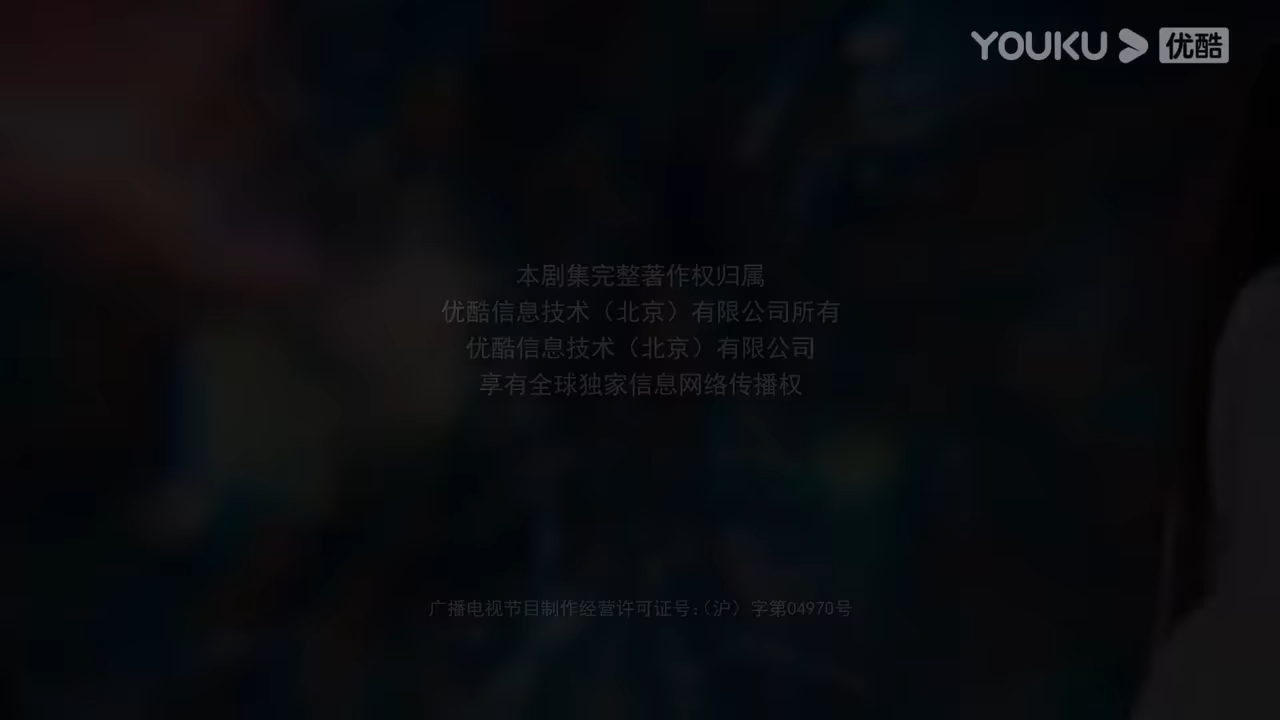 YOUKU 优酷
本剧集完整著作权归属
优酷信息技术（北京）有限公司所有
优酷信息技术（北京）有限公司
享有全球独家信息网络传播权
广播电视节目制作经营许可证号:（沪）字第04970号